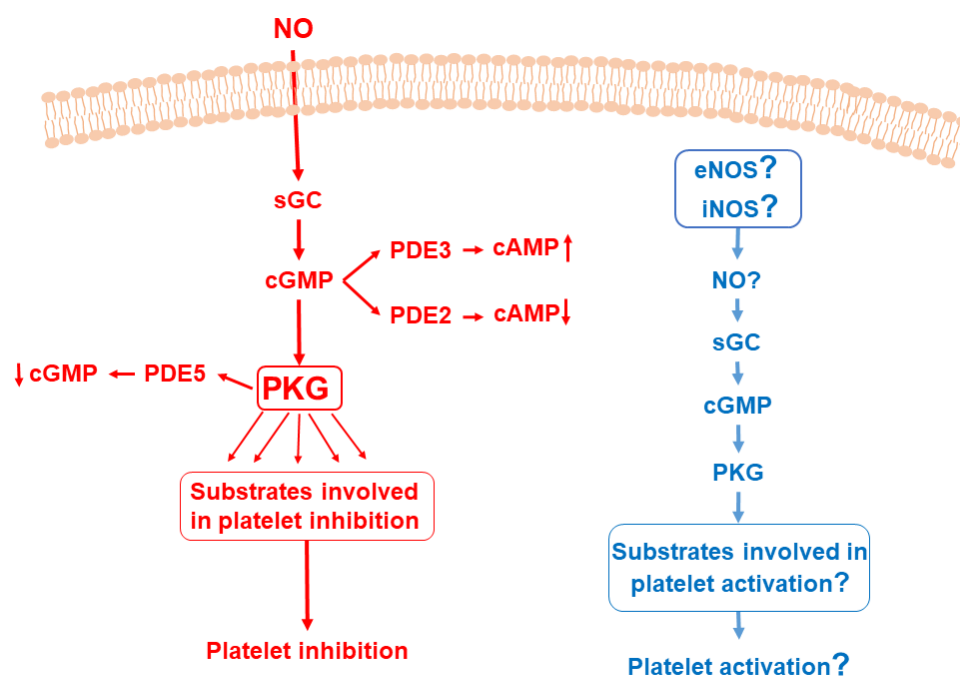 NO
sGC
cGMP
PDE3
cAMP
PDE2
cAMP
cGMP
PDE5
PKG
Substrates involved
in platelet inhibition
Platelet inhibition
eNOS?
iNOS?
NO?
sGC
cGMP
PKG
Substrates involved in
platelet activation?
Platelet activation?